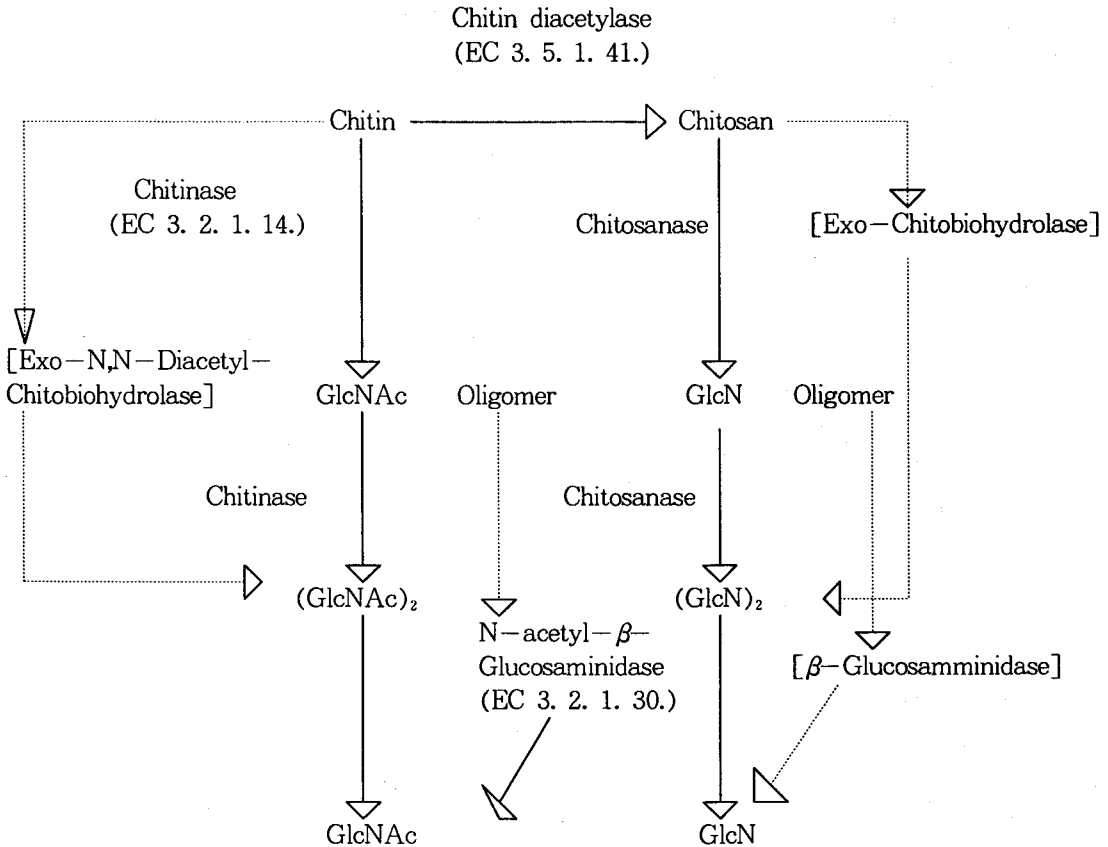 Chitin diacetylase
(EC 3. 5. 1. 41.)
Chitin
Chitosan
Chitinase
(EC 3. 2. 1. 14.)
Chitosanase
[Exo-Chitobiohydrolase]
[Exo-N,N-Diacetyl-
Chitobiohydrolase]
GlcNAc
Oligomer
GlcN
Oligomer
Chitinase
Chitosanase
(GlcNAc)₂
(GlcN)₂
N-acetyl-β-
Glucosaminidase
(EC 3. 2. 1. 30.)
[β-Glucosamminidase]
GlcNAc
GlcN